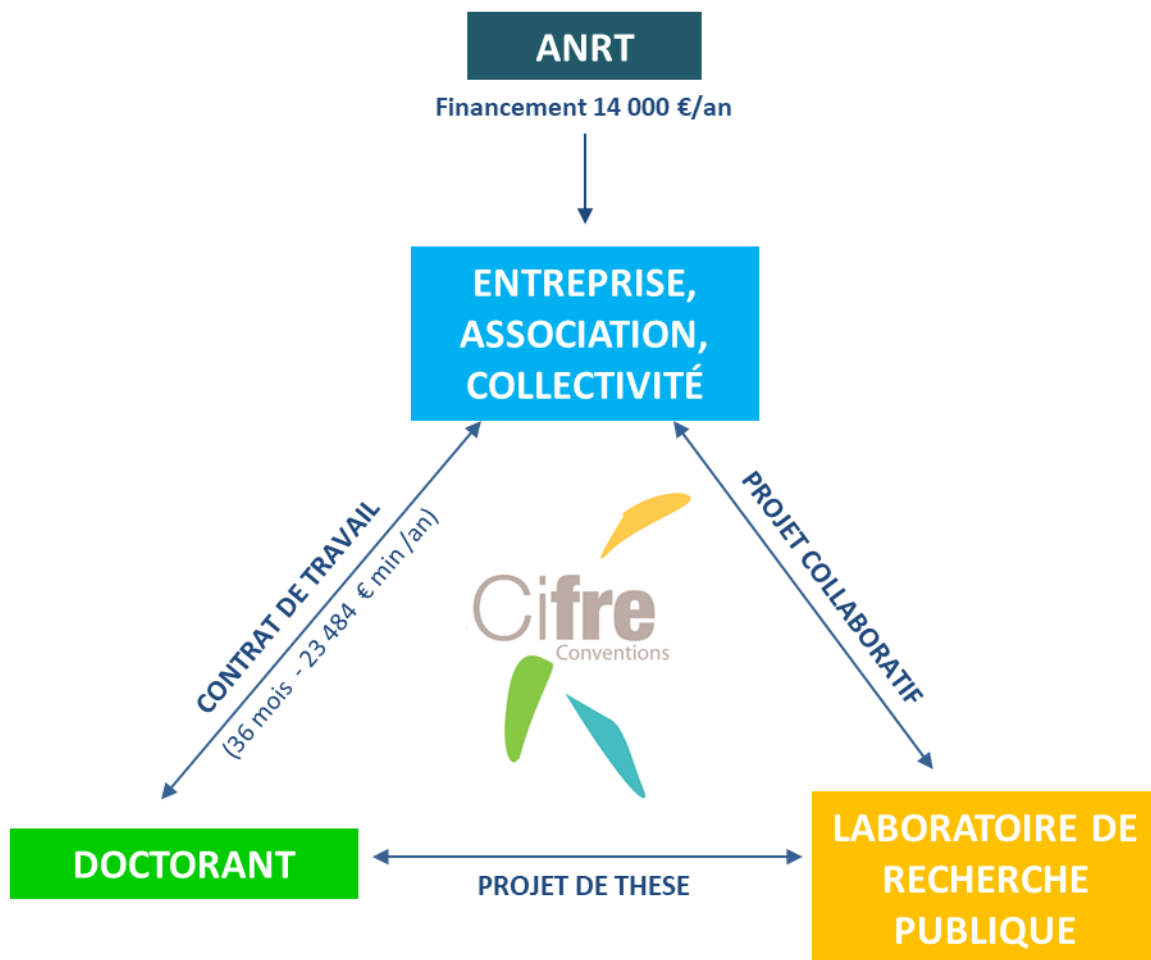 ANRT
Financement 14 000 €/an
ENTREPRISE,
ASSOCIATION,
COLLECTIVITÉ
CONTRAT DE TRAVAIL
(36 mois - 23 484 € min /an)
PROJET COLLABORATIF
Cifre
Conventions
DOCTORANT
PROJET DE THESE
LABORATOIRE DE
RECHERCHE
PUBLIQUE